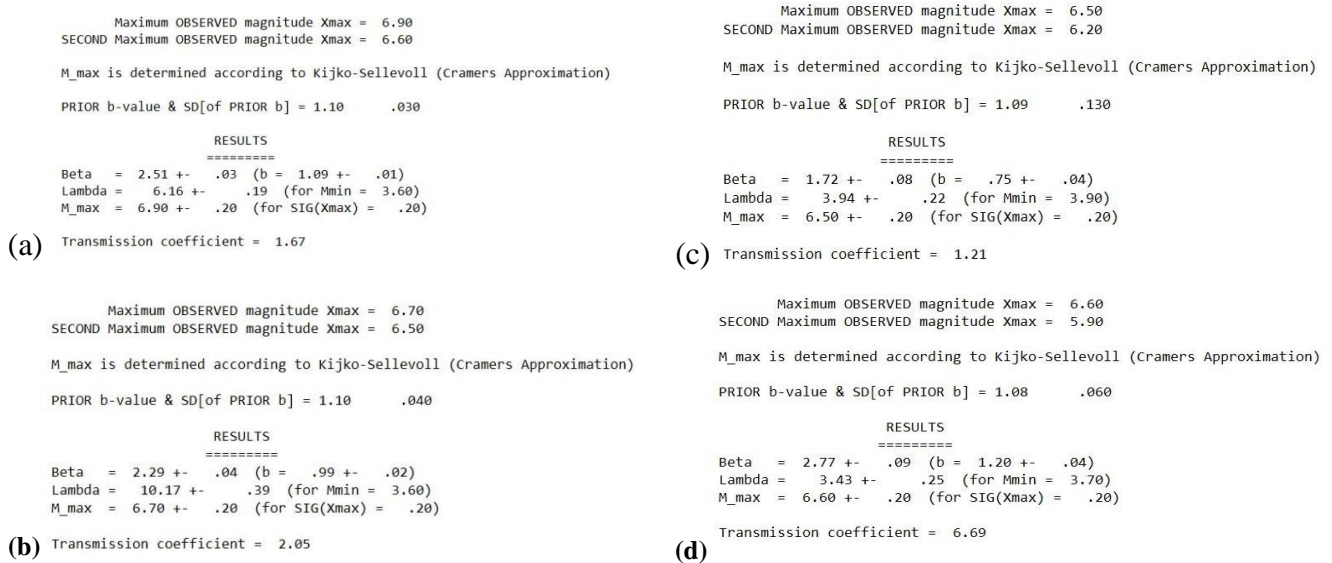 Maximum OBSERVED magnitude Xmax = 6.90
SECOND Maximum OBSERVED magnitude Xmax = 6.60
M_max is determined according to Kijko-Sellevoll (Cramers Approximation)
PRIOR b-value & SD[of PRIOR b] = 1.10 .030
RESULTS
=========
Beta = 2.51 +- .03 (b = 1.09 +- .01)
Lambda = 6.16 +- .19 (for Mmin = 3.60)
M_max = 6.90 +- .20 (for SIG(Xmax) = .20)
(a) Transmission coefficient = 1.67
Maximum OBSERVED magnitude Xmax = 6.70
SECOND Maximum OBSERVED magnitude Xmax = 6.50
M_max is determined according to Kijko-Sellevoll (Cramers Approximation)
PRIOR b-value & SD[of PRIOR b] = 1.10 .040
RESULTS
=========
Beta = 2.29 +- .04 (b = .99 +- .02)
Lambda = 10.17 +- .39 (for Mmin = 3.60)
M_max = 6.70 +- .20 (for SIG(Xmax) = .20)
(b) Transmission coefficient = 2.05
Maximum OBSERVED magnitude Xmax = 6.50
SECOND Maximum OBSERVED magnitude Xmax = 6.20
M_max is determined according to Kijko-Sellevoll (Cramers Approximation)
PRIOR b-value & SD[of PRIOR b] = 1.09 .130
RESULTS
=========
Beta = 1.72 +- .08 (b = .75 +- .04)
Lambda = 3.94 +- .22 (for Mmin = 3.90)
M_max = 6.50 +- .20 (for SIG(Xmax) = .20)
(c) Transmission coefficient = 1.21
Maximum OBSERVED magnitude Xmax = 6.60
SECOND Maximum OBSERVED magnitude Xmax = 5.90
M_max is determined according to Kijko-Sellevoll (Cramers Approximation)
PRIOR b-value & SD[of PRIOR b] = 1.08 .060
RESULTS
=========
Beta = 2.77 +- .09 (b = 1.20 +- .04)
Lambda = 3.43 +- .25 (for Mmin = 3.70)
M_max = 6.60 +- .20 (for SIG(Xmax) = .20)
Transmission coefficient = 6.69
(d)